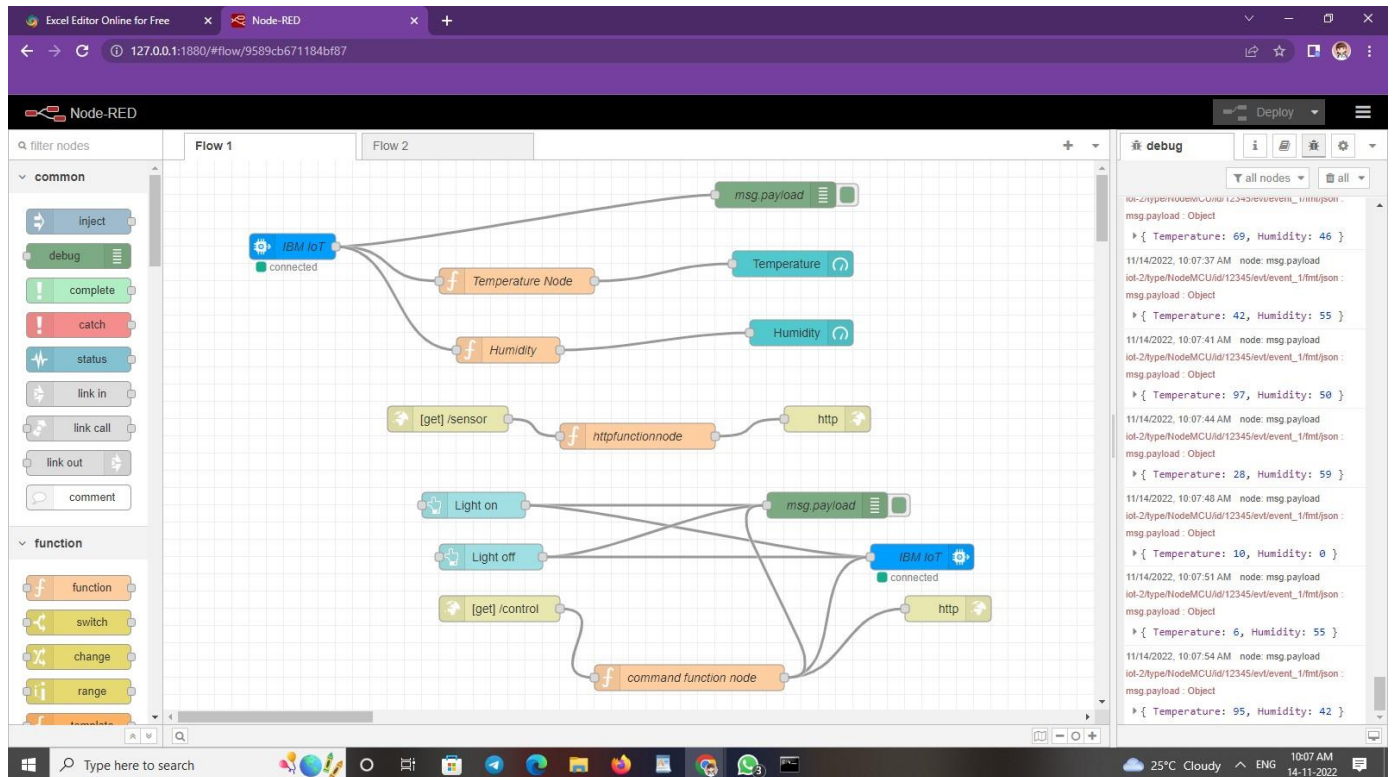 Excel Editor Online for Free
Node-RED
127.0.0.1:1880/#flow/9589cb671184bf87
Node-RED
Deploy
filter nodes
Flow 1
Flow 2
debug
i
all nodes
all
common
inject
debug
complete
catch
status
link in
link call
link out
comment
function
function
switch
change
range
template
msg.payload
IBM IoT
connected
Temperature Node
Temperature
Humidity
Humidity
[get] /sensor
httpfunctionnode
http
Light on
msg.payload
Light off
IBM IoT
connected
[get] /control
http
command function node
iot-2/type/NodeMCU/id/12345/evt/event_1/fmt/json :
msg.payload : Object
{ Temperature: 69, Humidity: 46 }
11/14/2022, 10:07:37 AM node: msg.payload
iot-2/type/NodeMCU/id/12345/evt/event_1/fmt/json :
msg.payload : Object
{ Temperature: 42, Humidity: 55 }
11/14/2022, 10:07:41 AM node: msg.payload
iot-2/type/NodeMCU/id/12345/evt/event_1/fmt/json :
msg.payload : Object
{ Temperature: 97, Humidity: 50 }
11/14/2022, 10:07:44 AM node: msg.payload
iot-2/type/NodeMCU/id/12345/evt/event_1/fmt/json :
msg.payload : Object
{ Temperature: 28, Humidity: 59 }
11/14/2022, 10:07:48 AM node: msg.payload
iot-2/type/NodeMCU/id/12345/evt/event_1/fmt/json :
msg.payload : Object
{ Temperature: 10, Humidity: 0 }
11/14/2022, 10:07:51 AM node: msg.payload
iot-2/type/NodeMCU/id/12345/evt/event_1/fmt/json :
msg.payload : Object
{ Temperature: 6, Humidity: 55 }
11/14/2022, 10:07:54 AM node: msg.payload
iot-2/type/NodeMCU/id/12345/evt/event_1/fmt/json :
msg.payload : Object
{ Temperature: 95, Humidity: 42 }
Type here to search
3
25°C Cloudy
ENG
10:07 AM
14-11-2022